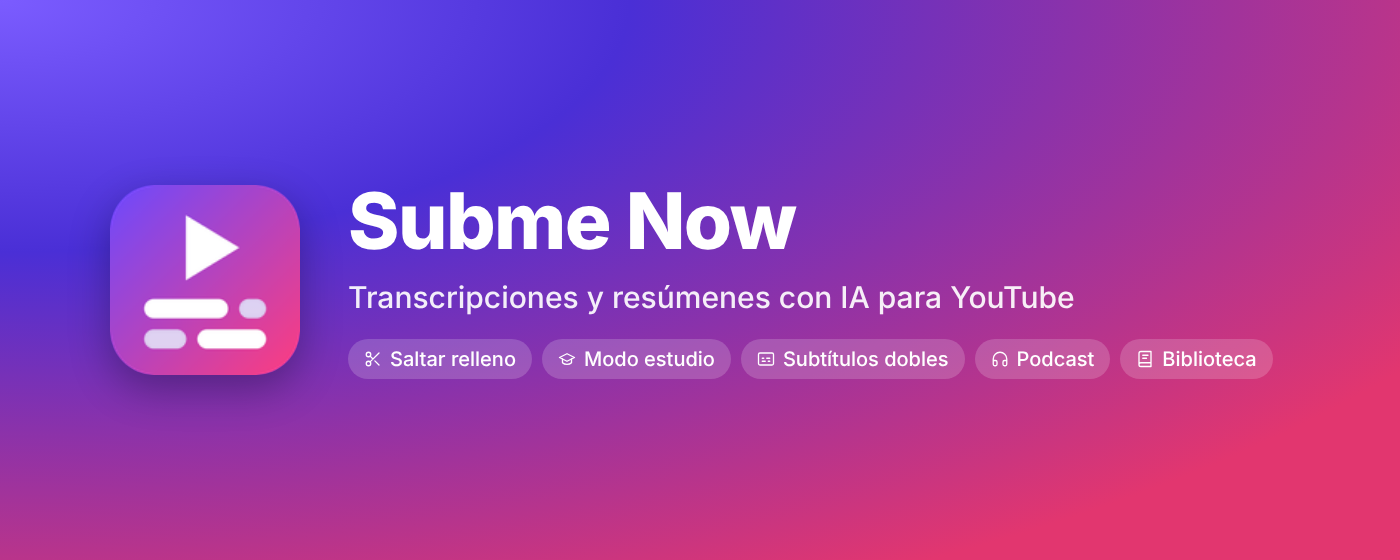 Subme Now
Transcripciones y resúmenes con IA para YouTube
Saltar relleno Modo estudio Subtítulos dobles Podcast Biblioteca